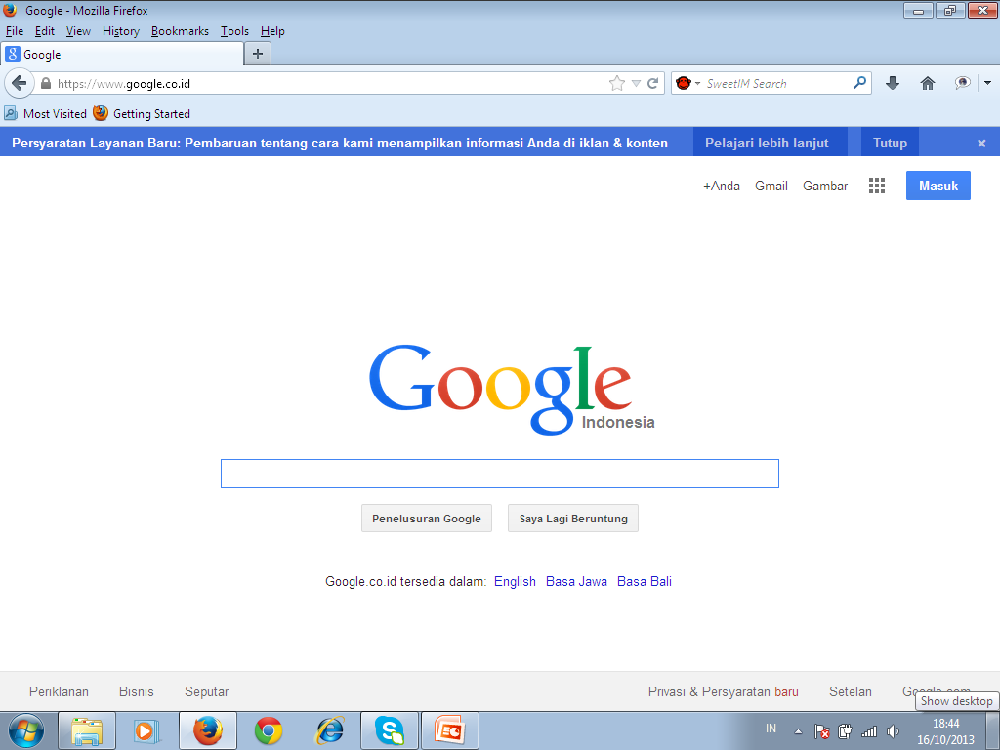 Google - Mozilla Firefox
File Edit View History Bookmarks Tools Help
8 Google +
https://www.google.co.id SweetIM Search
Most Visited Getting Started
Persyaratan Layanan Baru: Pembaruan tentang cara kami menampilkan informasi Anda di iklan & konten Pelajari lebih lanjut Tutup ×
+Anda Gmail Gambar Masuk
Google
Indonesia
Penelusuran Google Saya Lagi Beruntung
Google.co.id tersedia dalam: English Basa Jawa Basa Bali
Periklanan Bisnis Seputar Privasi & Persyaratan baru Setelan Google.com
Show desktop
IN 18:44
16/10/2013